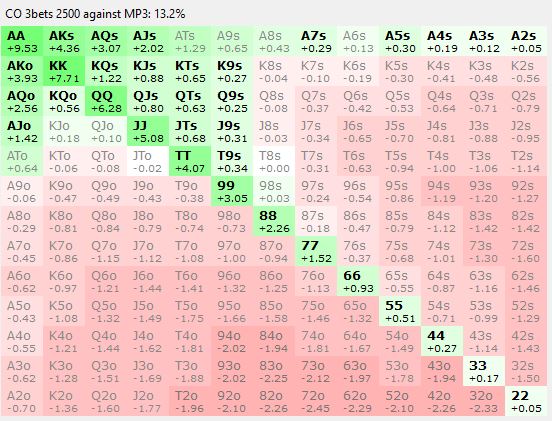 CO 3bets 2500 against MP3: 13.2%
AA AKs AQs AJs ATs A9s A8s A7s A6s A5s A4s A3s A2s
+9.53 +4.36 +3.07 +2.02 +1.29 +0.65 +0.43 +0.29 +0.13 +0.30 +0.19 +0.12 +0.05
AKo KK KQs KJs KTs K9s K8s K7s K6s K5s K4s K3s K2s
+3.93 +7.71 +1.22 +0.88 +0.65 +0.27 -0.04 -0.10 -0.19 -0.30 -0.41 -0.48 -0.56
AQo KQo QQ QJs QTs Q9s Q8s Q7s Q6s Q5s Q4s Q3s Q2s
+2.56 +0.56 +6.28 +0.80 +0.63 +0.25 -0.08 -0.37 -0.42 -0.53 -0.64 -0.71 -0.79
AJo KJo QJo JJ JTs J9s J8s J7s J6s J5s J4s J3s J2s
+1.42 +0.18 +0.10 +5.08 +0.68 +0.31 -0.03 -0.34 -0.65 -0.70 -0.81 -0.88 -0.95
ATo KTo QTo JTo TT T9s T8s T7s T6s T5s T4s T3s T2s
+0.64 -0.06 -0.08 -0.02 +4.07 +0.34 +0.00 -0.31 -0.63 -0.94 -1.00 -1.06 -1.14
A9o K9o Q9o J9o T9o 99 98s 97s 96s 95s 94s 93s 92s
-0.06 -0.47 -0.49 -0.43 -0.38 +3.05 +0.03 -0.24 -0.54 -0.86 -1.19 -1.20 -1.27
A8o K8o Q8o J8o T8o 98o 88 87s 86s 85s 84s 83s 82s
-0.29 -0.81 -0.84 -0.79 -0.74 -0.73 +2.26 -0.18 -0.47 -0.79 -1.12 -1.42 -1.42
A7o K7o Q7o J7o T7o 97o 87o 77 76s 75s 74s 73s 72s
-0.45 -0.86 -1.15 -1.12 -1.08 -1.00 -0.94 +1.52 -0.37 -0.68 -1.01 -1.30 -1.60
A6o K6o Q6o J6o T6o 96o 86o 76o 66 65s 64s 63s 62s
-0.62 -0.97 -1.21 -1.44 -1.41 -1.32 -1.25 -1.13 +0.93 -0.55 -0.87 -1.16 -1.46
A5o K5o Q5o J5o T5o 95o 85o 75o 65o 55 54s 53s 52s
-0.43 -1.08 -1.32 -1.49 -1.75 -1.66 -1.58 -1.46 -1.32 +0.51 -0.71 -0.99 -1.29
A4o K4o Q4o J4o T4o 94o 84o 74o 64o 54o 44 43s 42s
-0.55 -1.21 -1.44 -1.62 -1.81 -2.02 -1.94 -1.81 -1.67 -1.49 +0.27 -1.14 -1.43
A3o K3o Q3o J3o T3o 93o 83o 73o 63o 53o 43o 33 32s
-0.62 -1.28 -1.51 -1.69 -1.88 -2.02 -2.25 -2.12 -1.97 -1.78 -1.94 +0.17 -1.50
A2o K2o Q2o J2o T2o 92o 82o 72o 62o 52o 42o 32o 22
-0.70 -1.36 -1.60 -1.77 -1.96 -2.10 -2.26 -2.45 -2.29 -2.10 -2.26 -2.33 +0.05